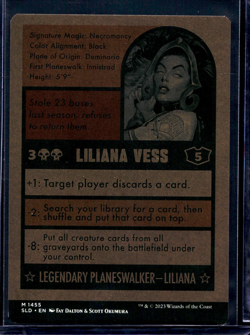 Signature Magic: Necromancy
Color Alignment: Black
Plane of Origin: Dominaria
First Planeswalk: Innistrad
Height: 5'9"
Stole 23 bases
last season, refuses
to return them.
3 LILIANA VESS 5
+1: Target player discards a card.
-2: Search your library for a card, then
shuffle and put that card on top.
-8: Put all creature cards from all
graveyards onto the battlefield under
your control.
LEGENDARY PLANESWALKER—LILIANA
M 1455
SLD • EN FAY DALTON & SCOTT OKUMURA
™ & © 2023 Wizards of the Coast